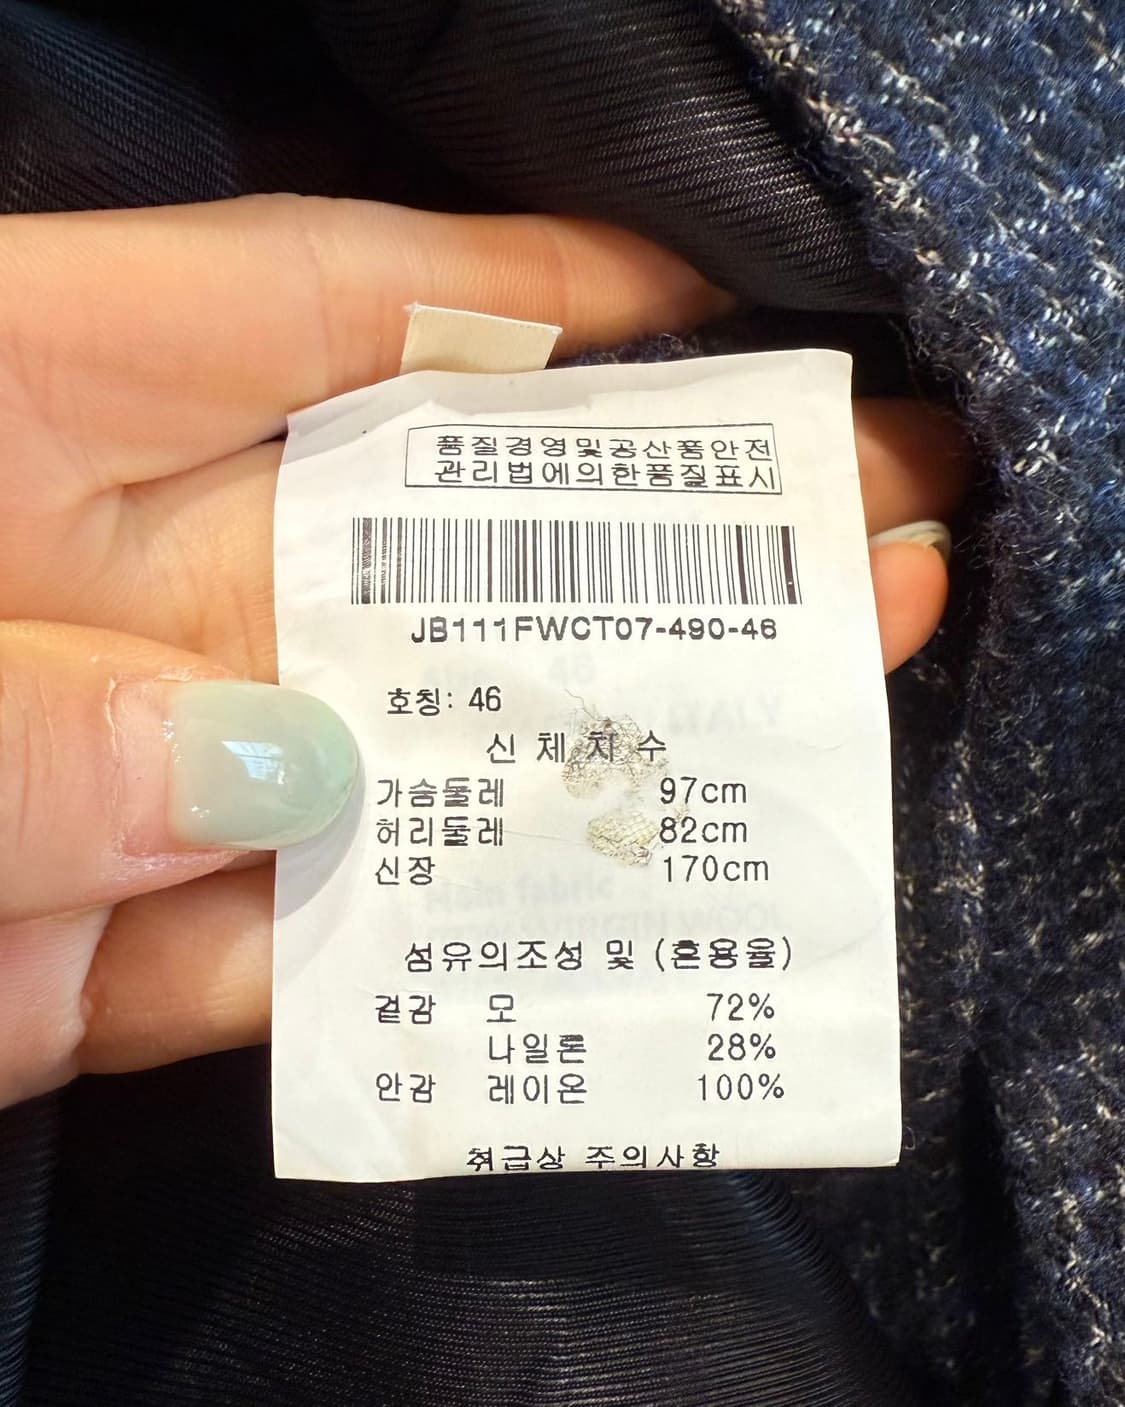 품질경영및공산품안전
관리법에의한품질표시
JB111FWCT07-490-46
호칭: 46
신 체 치 수
가슴둘레 97cm
허리둘레 82cm
신장 170cm
섬유의조성 및 (혼용율)
겉감 모 72%
나일론 28%
안감 레이온 100%
취급상 주의사항